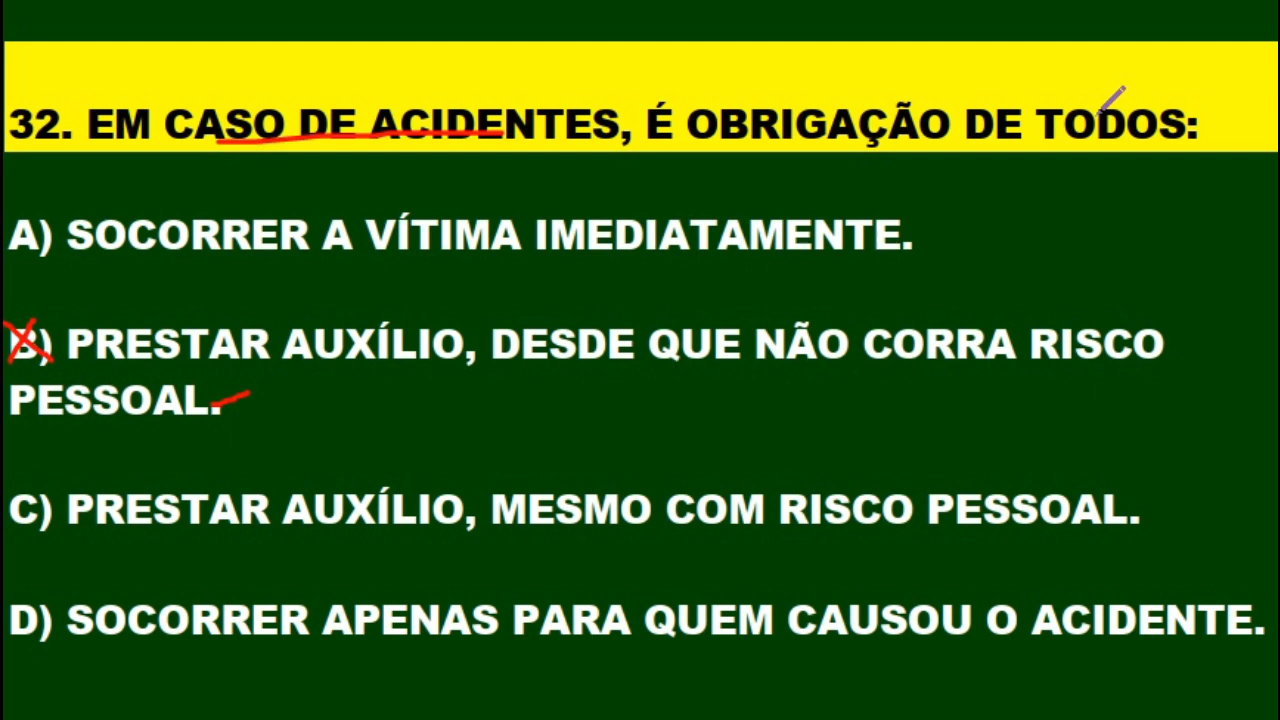 32. EM CASO DE ACIDENTES, É OBRIGAÇÃO DE TODOS:
A) SOCORRER A VÍTIMA IMEDIATAMENTE.
B) PRESTAR AUXÍLIO, DESDE QUE NÃO CORRA RISCO
PESSOAL.
C) PRESTAR AUXÍLIO, MESMO COM RISCO PESSOAL.
D) SOCORRER APENAS PARA QUEM CAUSOU O ACIDENTE.